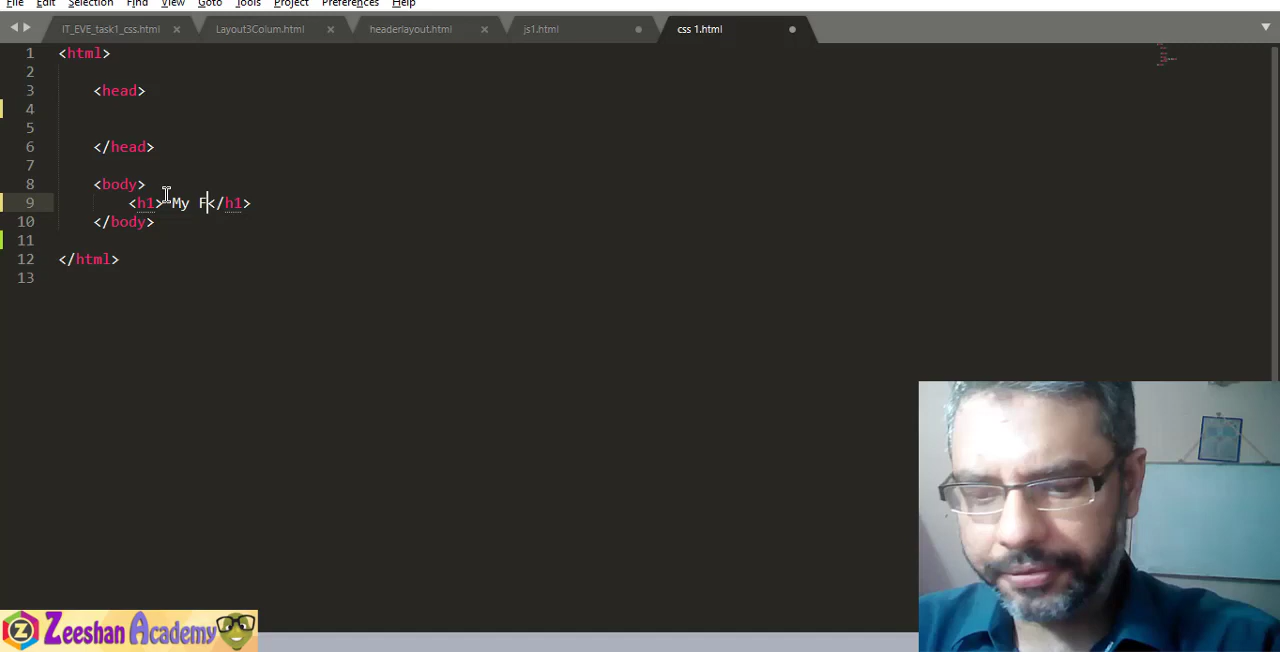 File Edit Selection Find View Goto Tools Project Preferences Help
IT_EVE_task1_css.html Layout3Colum.html headerlayout.html js1.html css 1.html
1 <html>
2
3 <head>
4
5
6 </head>
7
8 <body>
9 <h1> My F</h1>
10 </body>
11
12 </html>
13
Z Zeeshan Academy